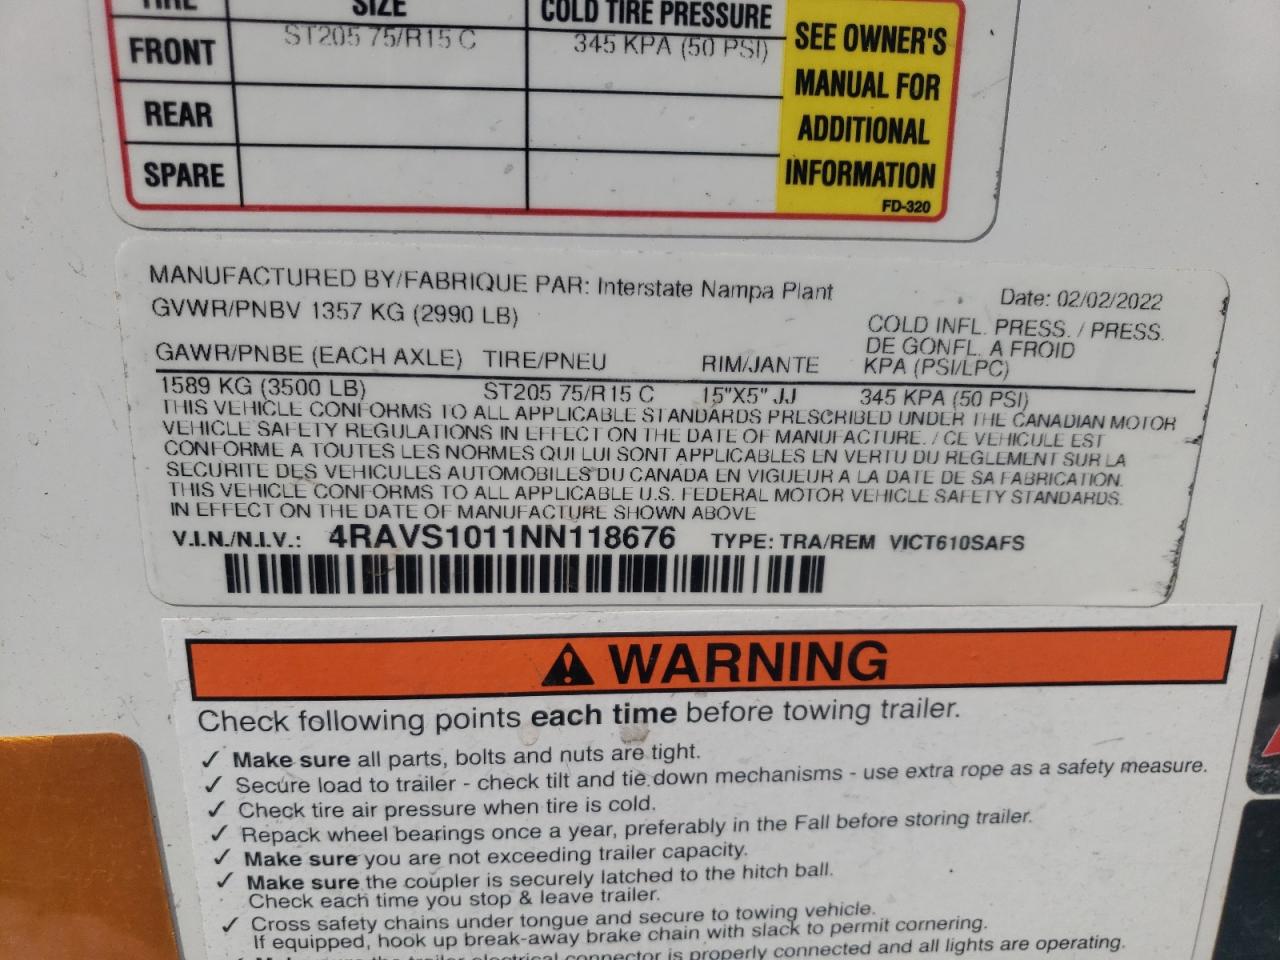 TIRE SIZE COLD TIRE PRESSURE
FRONT ST205 75/R15 C 345 KPA (50 PSI)
REAR
SPARE
SEE OWNER'S
MANUAL FOR
ADDITIONAL
INFORMATION
FD-320
MANUFACTURED BY/FABRIQUE PAR: Interstate Nampa Plant
Date: 02/02/2022
GVWR/PNBV 1357 KG (2990 LB)
COLD INFL. PRESS. / PRESS.
DE GONFL. A FROID
GAWR/PNBE (EACH AXLE) TIRE/PNEU RIM/JANTE KPA (PSI/LPC)
1589 KG (3500 LB) ST205 75/R15 C 15"X5" JJ 345 KPA (50 PSI)
THIS VEHICLE CONFORMS TO ALL APPLICABLE STANDARDS PRESCRIBED UNDER THE CANADIAN MOTOR
VEHICLE SAFETY REGULATIONS IN EFFECT ON THE DATE OF MANUFACTURE. / CE VEHICULE EST
CONFORME A TOUTES LES NORMES QUI LUI SONT APPLICABLES EN VERTU DU REGLEMENT SUR LA
SECURITE DES VEHICULES AUTOMOBILES DU CANADA EN VIGUEUR A LA DATE DE SA FABRICATION.
THIS VEHICLE CONFORMS TO ALL APPLICABLE U.S. FEDERAL MOTOR VEHICLE SAFETY STANDARDS.
IN EFFECT ON THE DATE OF MANUFACTURE SHOWN ABOVE
V.I.N./N.I.V.: 4RAVS1011NN118676 TYPE: TRA/REM VICT610SAFS
WARNING
Check following points each time before towing trailer.
✓ Make sure all parts, bolts and nuts are tight.
✓ Secure load to trailer - check tilt and tie down mechanisms - use extra rope as a safety measure.
✓ Check tire air pressure when tire is cold.
✓ Repack wheel bearings once a year, preferably in the Fall before storing trailer.
✓ Make sure you are not exceeding trailer capacity.
✓ Make sure the coupler is securely latched to the hitch ball.
Check each time you stop & leave trailer.
✓ Cross safety chains under tongue and secure to towing vehicle.
If equipped, hook up break-away brake chain with slack to permit cornering.
Make sure the trailer electrical connector is properly connected and all lights are operating.